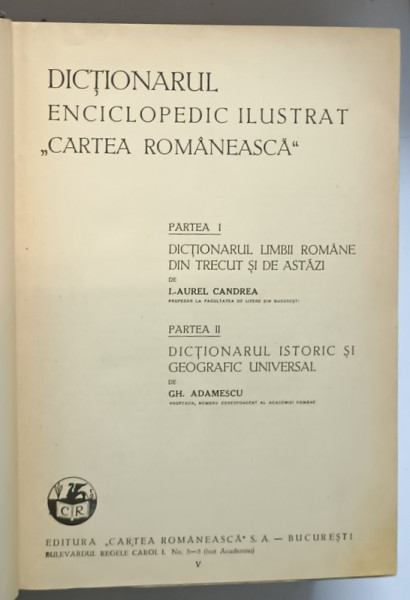 DICȚIONARUL
ENCICLOPEDIC ILUSTRAT
„CARTEA ROMÂNEASCĂ“
PARTEA I
DICȚIONARUL LIMBII ROMÂNE
DIN TRECUT ȘI DE ASTĂZI
DE
I.-AUREL CANDREA
PROFESOR LA FACULTATEA DE LITERE DIN BUCUREȘTI
PARTEA II
DICȚIONARUL ISTORIC ȘI
GEOGRAFIC UNIVERSAL
DE
GH. ADAMESCU
PROFESOR, MEMBRU CORESPONDENT AL ACADEMIEI ROMÂNE
C R
EDITURA „CARTEA ROMÂNEASCĂ“ S. A. — BUCUREȘTI
BULEVARDUL REGELE CAROL I. No. 3—5 (fost Academiei)
V